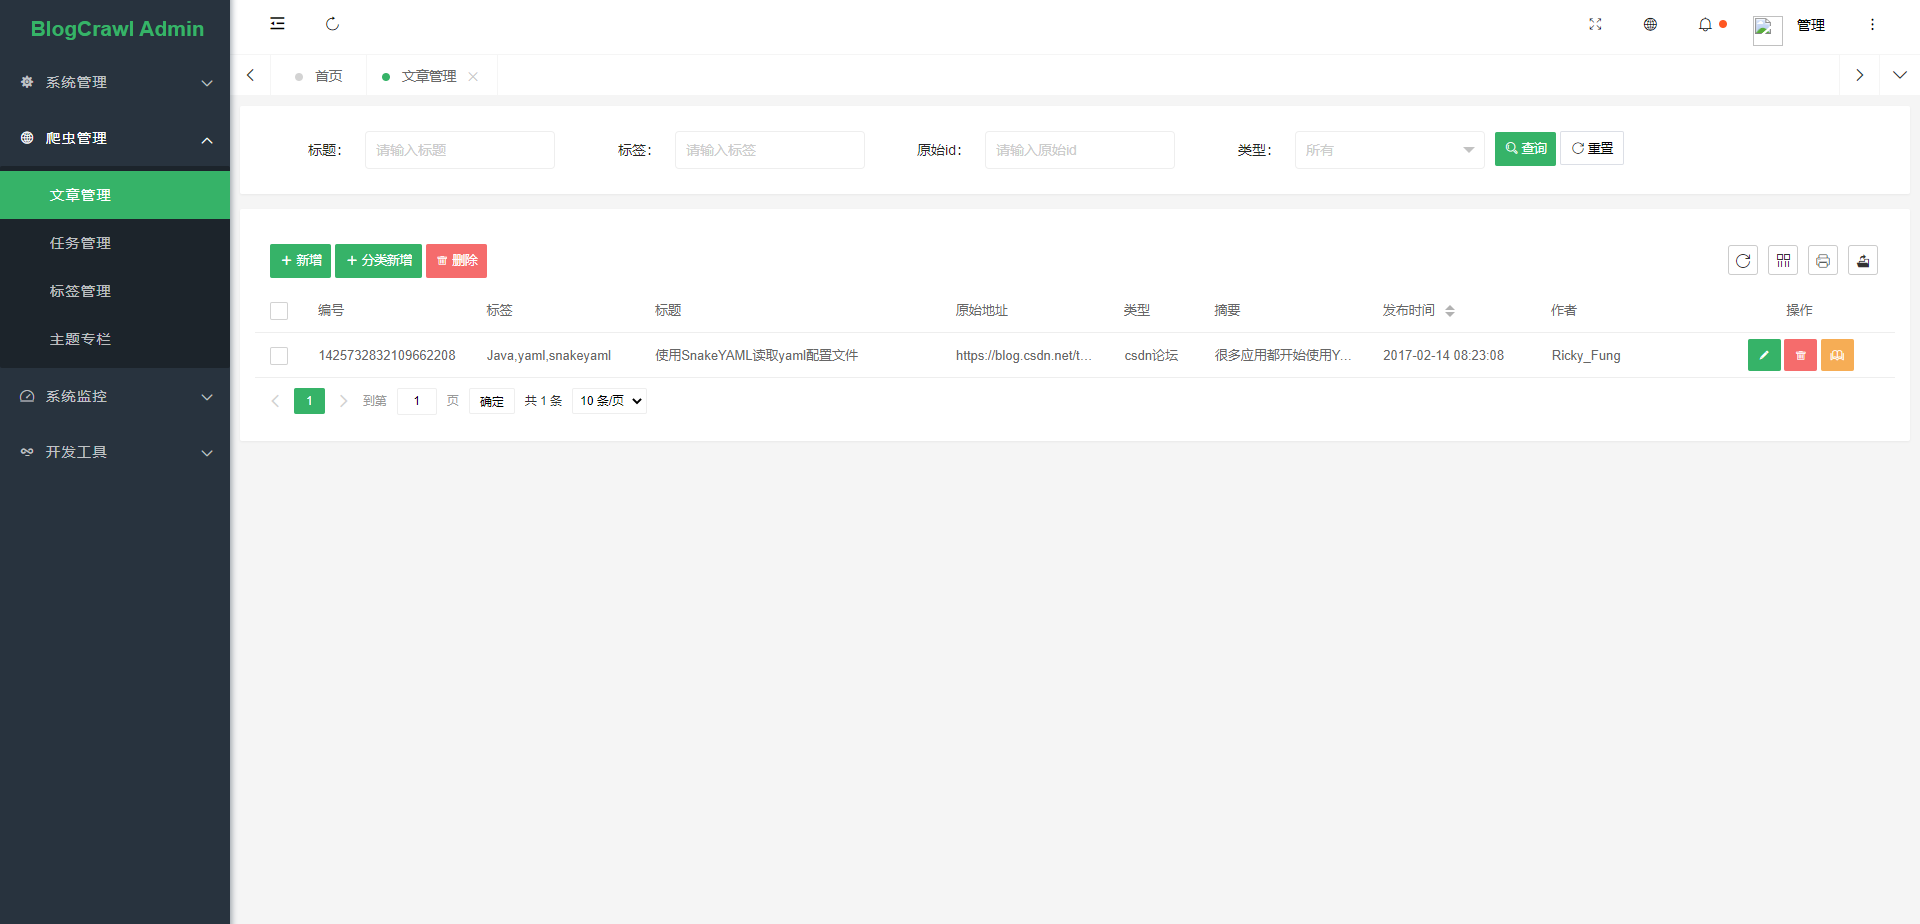 BlogCrawl Admin
系统管理
爬虫管理
文章管理
任务管理
标签管理
主题专栏
系统监控
开发工具
管理
首页
文章管理
标题: 请输入标题 标签: 请输入标签 原始id: 请输入原始id 类型: 所有 查询 重置
新增 分类新增 删除
编号 标签 标题 原始地址 类型 摘要 发布时间 作者 操作
1425732832109662208 Java,yaml,snakeyaml 使用SnakeYAML读取yaml配置文件 https://blog.csdn.net/t... csdn论坛 很多应用都开始使用Y... 2017-02-14 08:23:08 Ricky_Fung
1 到第 1 页 确定 共 1 条 10 条/页